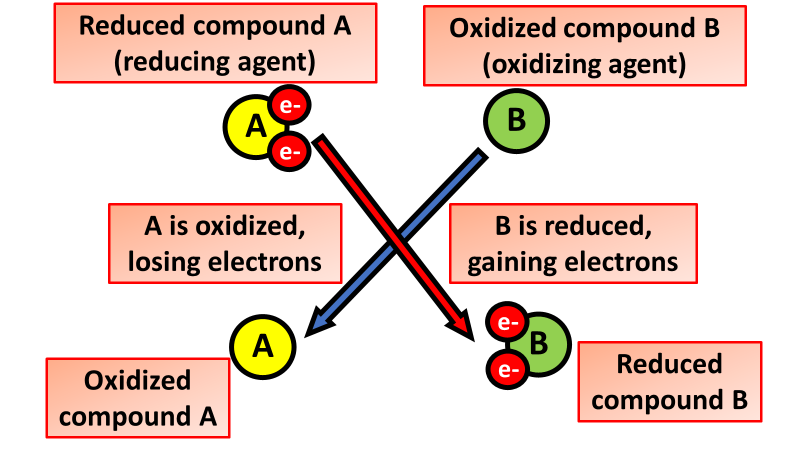 Reduced compound A
(reducing agent)
Oxidized compound B
(oxidizing agent)
A
e-
e-
B
A is oxidized,
losing electrons
B is reduced,
gaining electrons
A
e-
e-
B
Oxidized
compound A
Reduced
compound B